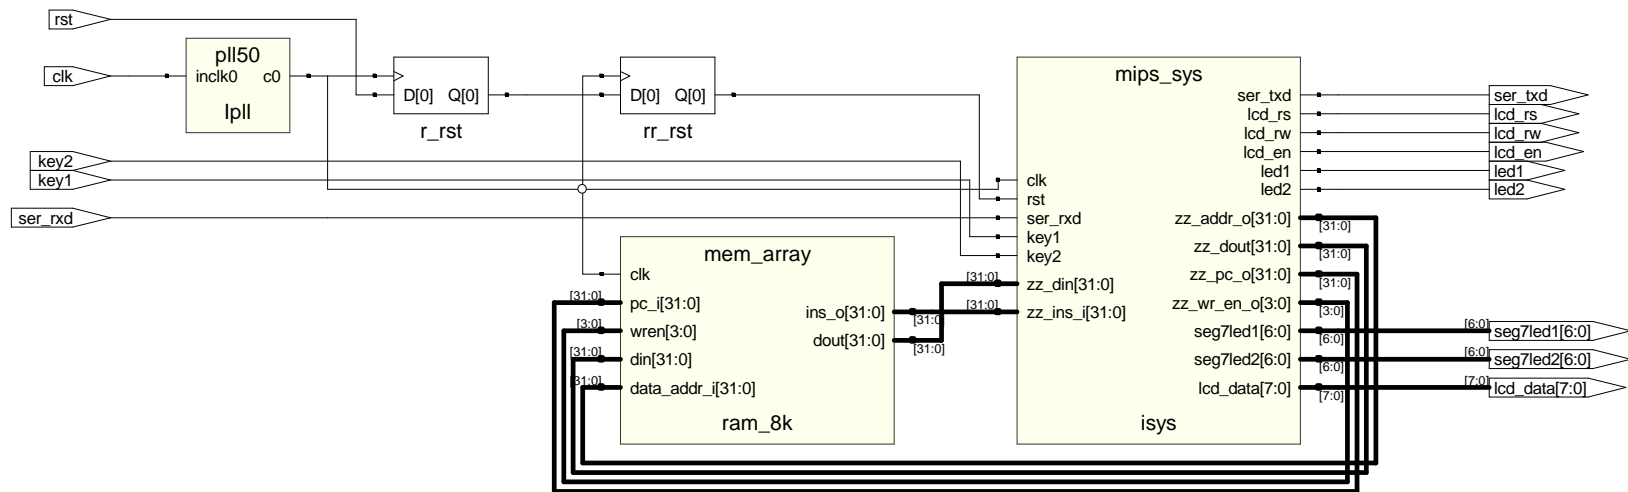 rst
clk
pll50
inclk0 c0
Ipll
D[0] Q[0]
r_rst
D[0] Q[0]
rr_rst
key2
key1
ser_rxd
mem_array
clk
[31:0] pc_i[31:0]
[3:0] wren[3:0]
[31:0] din[31:0]
[31:0] data_addr_i[31:0]
ins_o[31:0] [31:0]
dout[31:0] [31:0]
ram_8k
mips_sys
clk
rst
ser_rxd
key1
key2
[31:0] zz_din[31:0]
[31:0] zz_ins_i[31:0]
ser_txd
lcd_rs
lcd_rw
lcd_en
led1
led2
zz_addr_o[31:0] [31:0]
zz_dout[31:0] [31:0]
zz_pc_o[31:0] [31:0]
zz_wr_en_o[3:0] [3:0]
seg7led1[6:0] [6:0]
seg7led2[6:0] [6:0]
lcd_data[7:0] [7:0]
isys
ser_txd
lcd_rs
lcd_rw
lcd_en
led1
led2
[6:0] seg7led1[6:0]
[6:0] seg7led2[6:0]
[7:0] lcd_data[7:0]